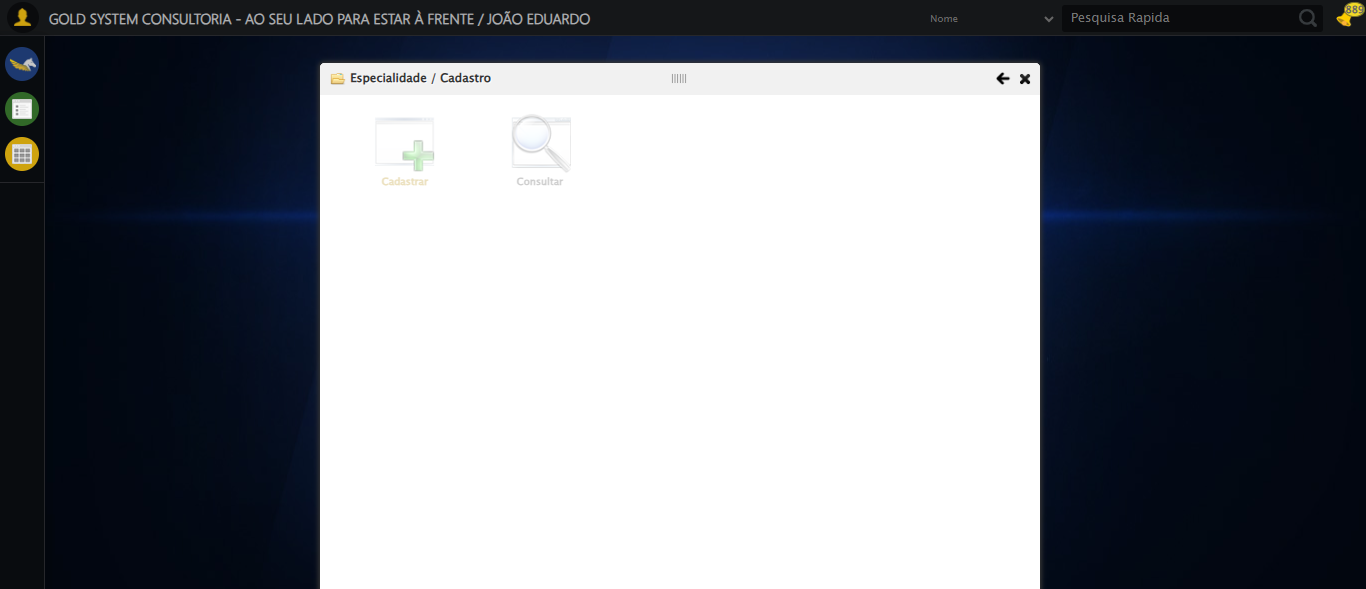 GOLD SYSTEM CONSULTORIA - AO SEU LADO PARA ESTAR À FRENTE / JOÃO EDUARDO
Nome
Pesquisa Rapida
889
Especialidade / Cadastro
Cadastrar
Consultar